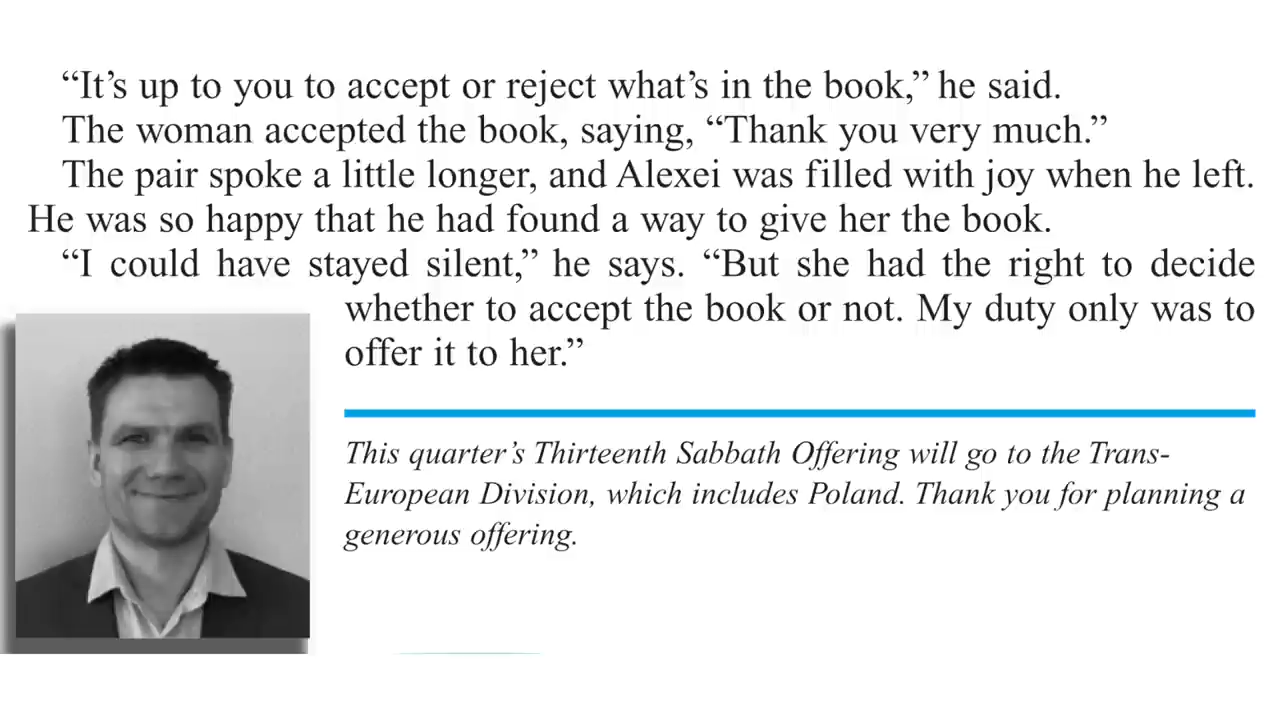 “It’s up to you to accept or reject what’s in the book,” he said.
The woman accepted the book, saying, “Thank you very much.”
The pair spoke a little longer, and Alexei was filled with joy when he left.
He was so happy that he had found a way to give her the book.
“I could have stayed silent,” he says. “But she had the right to decide
whether to accept the book or not. My duty only was to
offer it to her.”
This quarter’s Thirteenth Sabbath Offering will go to the Trans-
European Division, which includes Poland. Thank you for planning a
generous offering.